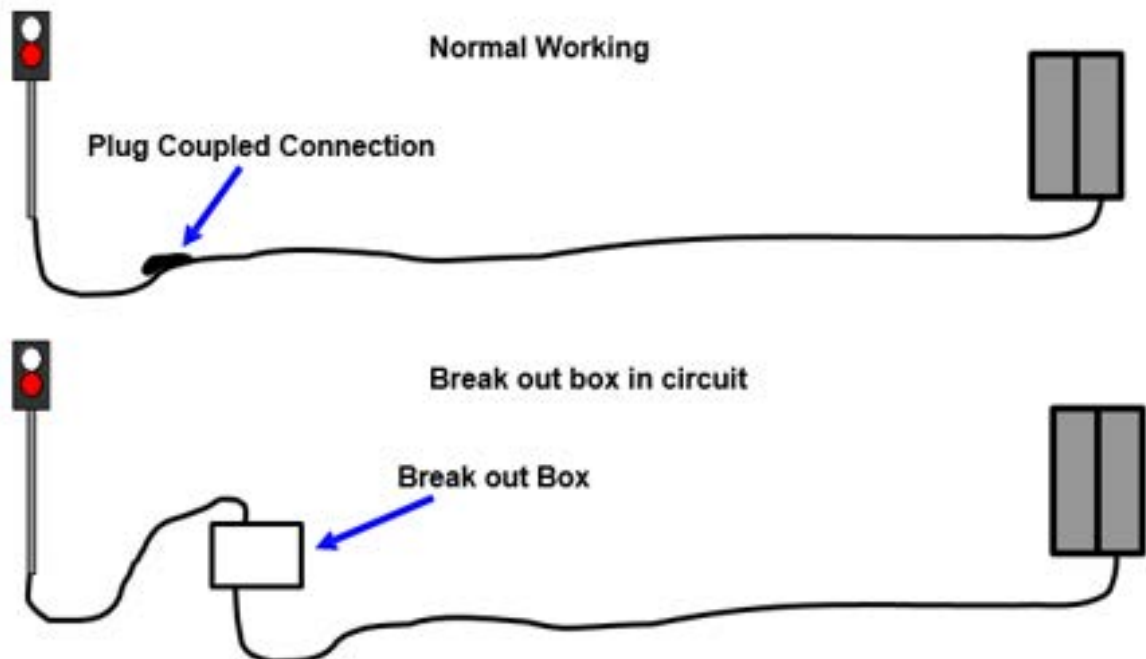 Normal Working
Plug Coupled Connection
Break out box in circuit
Break out Box